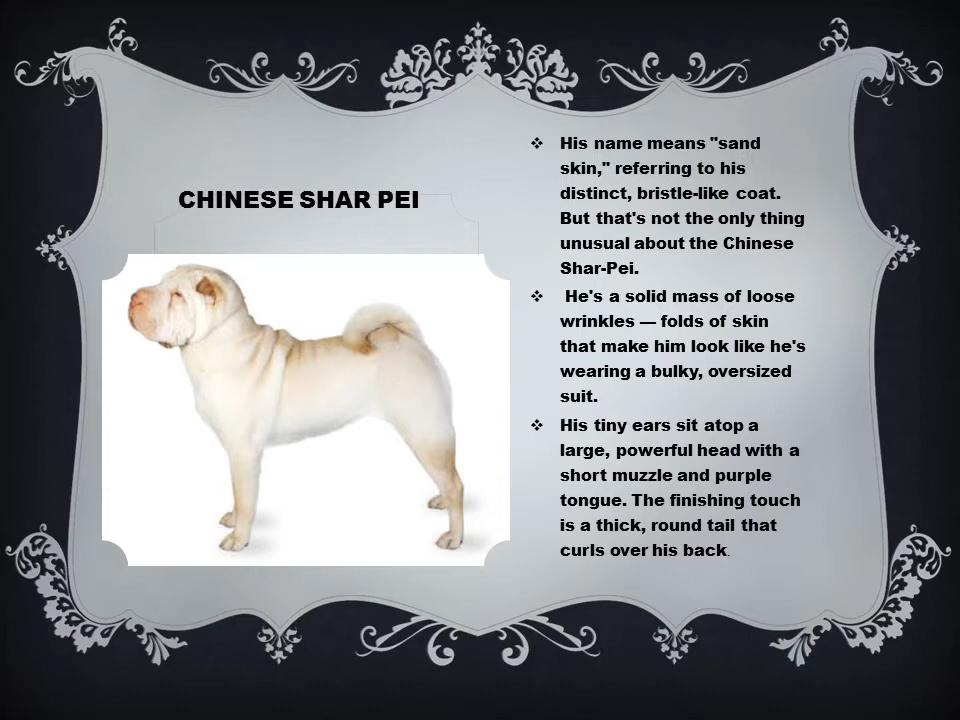 CHINESE SHAR PEI
❖ His name means "sand
skin," referring to his
distinct, bristle-like coat.
But that's not the only thing
unusual about the Chinese
Shar-Pei.
❖ He's a solid mass of loose
wrinkles — folds of skin
that make him look like he's
wearing a bulky, oversized
suit.
❖ His tiny ears sit atop a
large, powerful head with a
short muzzle and purple
tongue. The finishing touch
is a thick, round tail that
curls over his back.